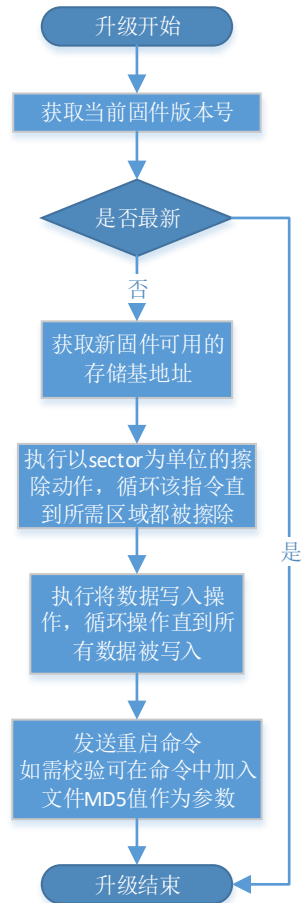 升级开始
获取当前固件版本号
是否最新
否
获取新固件可用的
存储基地址
执行以sector为单位的擦
除动作，循环该指令直
到所需区域都被擦除
是
执行将数据写入操
作，循环操作直到所
有数据被写入
发送重启命令
如需校验可在命令中加入
文件MD5值作为参数
升级结束